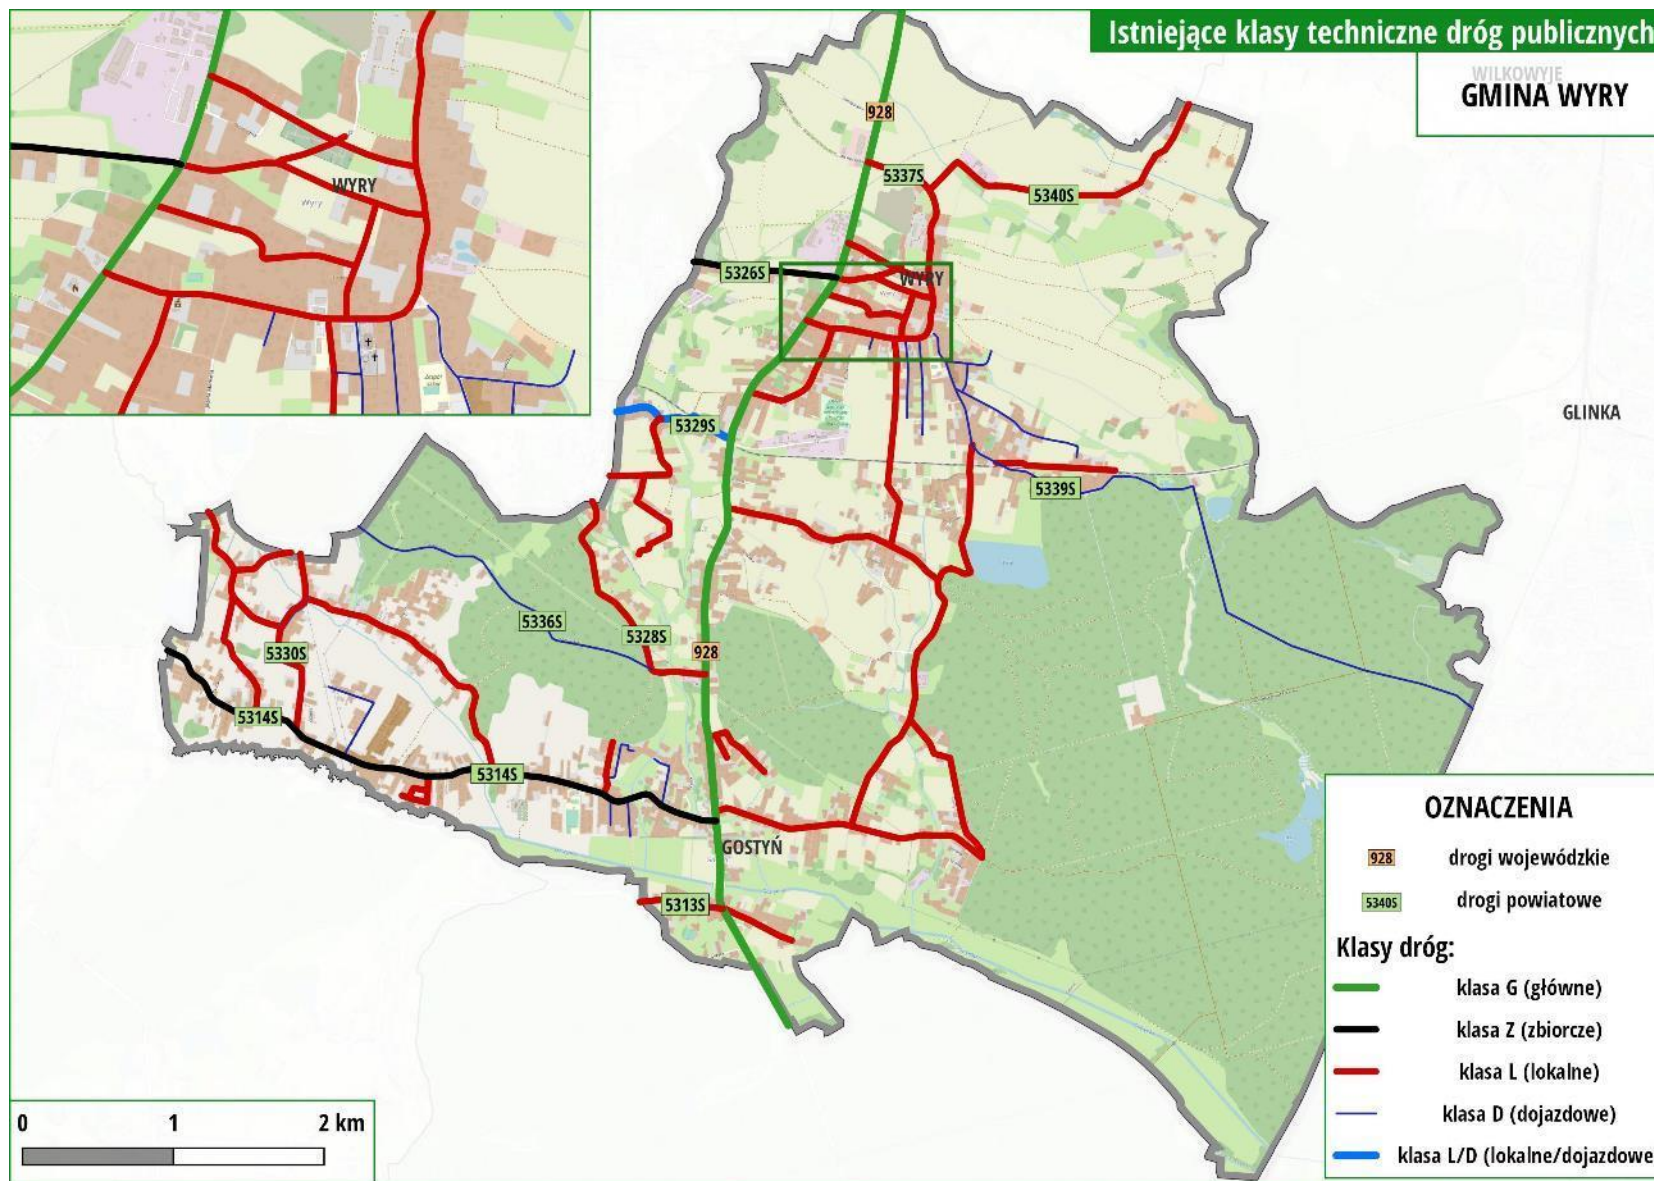 Istniejące klasy techniczne dróg publicznych
WILKOWYJE
GMINA WYRY
928
5337S
5340S
WYRY
Wyry
5326S
WYRY
GLINKA
5329S
5339S
5336S
5328S
928
5330S
5314S
5314S
GOSTYŃ
5313S
OZNACZENIA
928 drogi wojewódzkie
5340S drogi powiatowe
Klasy dróg:
klasa G (główne)
klasa Z (zbiorcze)
klasa L (lokalne)
klasa D (dojazdowe)
klasa L/D (lokalne/dojazdowe
0 1 2 km